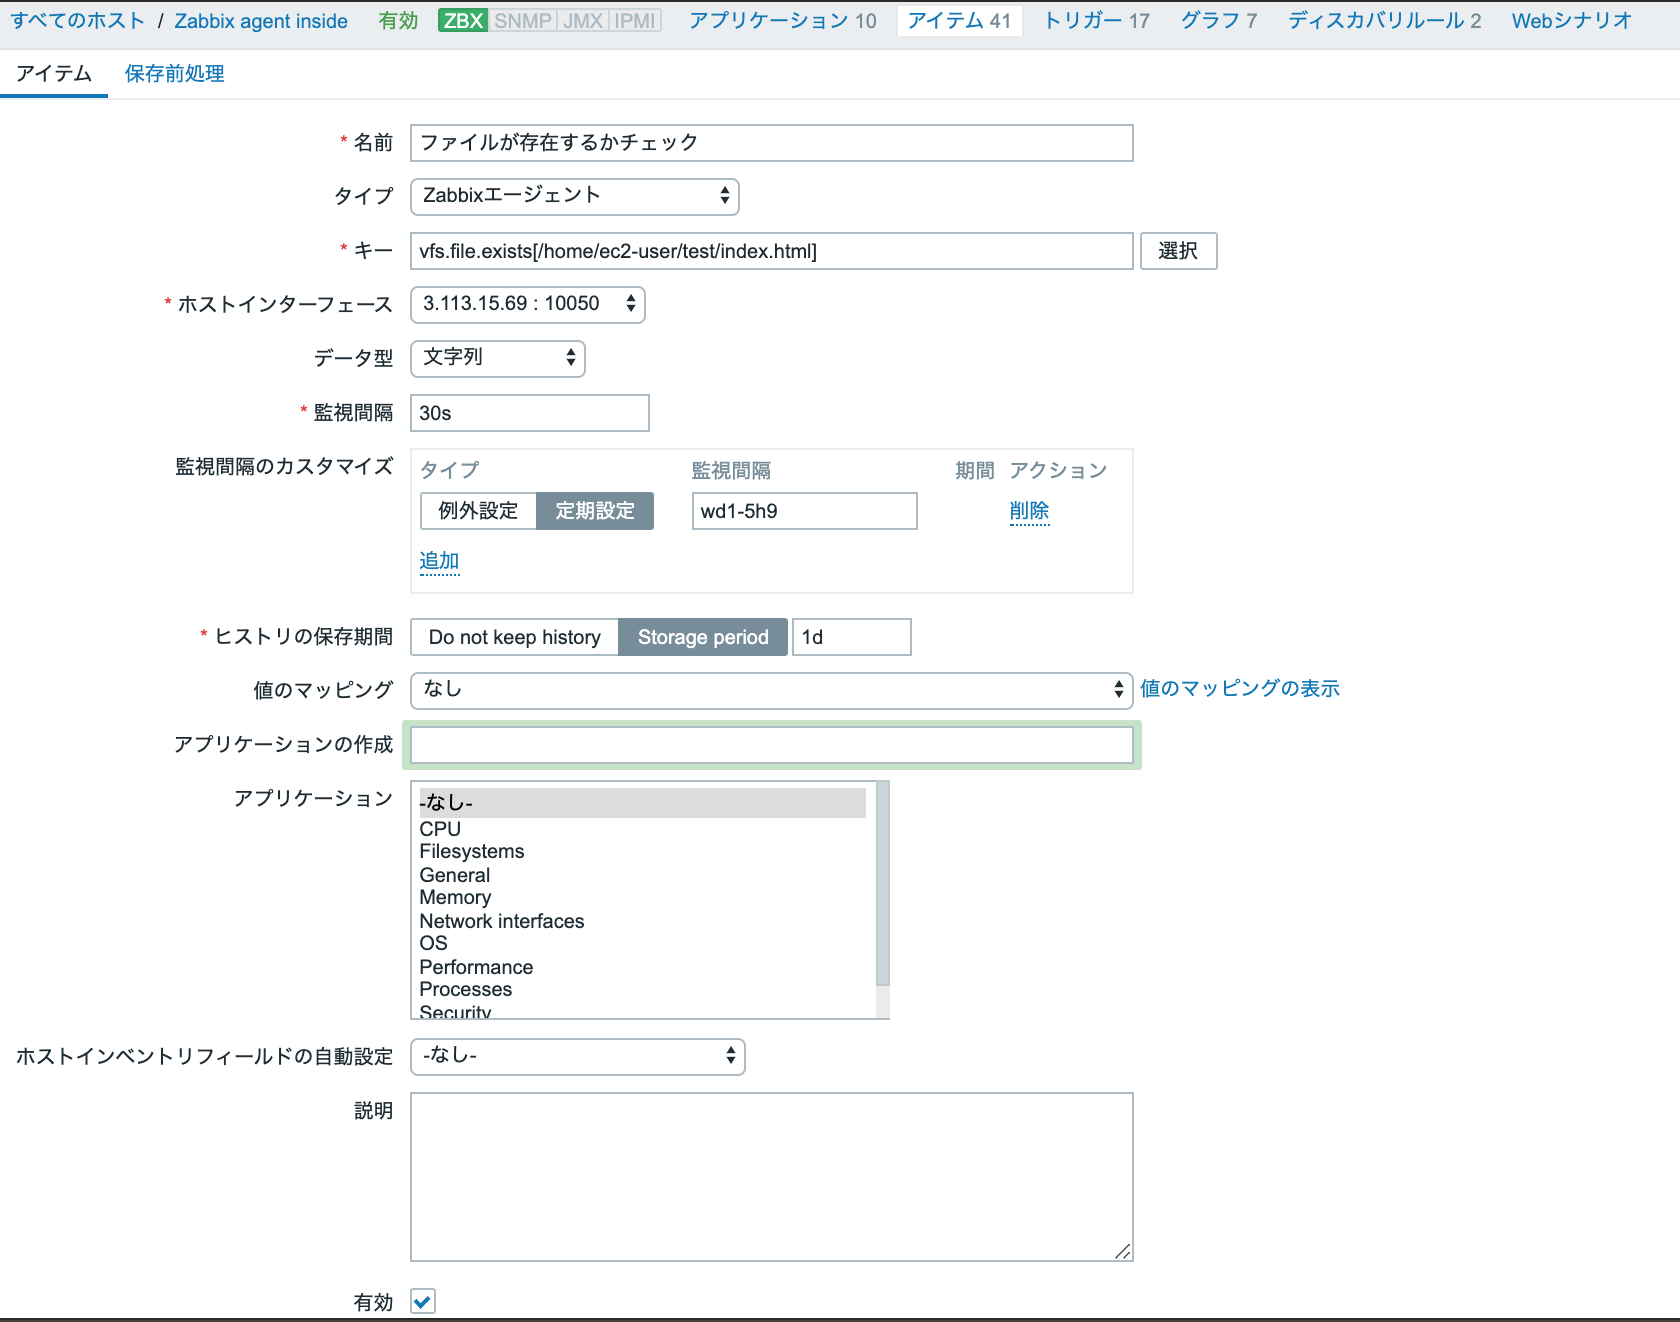 すべてのホスト / Zabbix agent inside 有効 ZBX SNMP JMX IPMI アプリケーション 10 アイテム 41 トリガー 17 グラフ 7 ディスカバリルール 2 Webシナリオ
アイテム 保存前処理
* 名前 ファイルが存在するかチェック
タイプ Zabbixエージェント
* キー vfs.file.exists[/home/ec2-user/test/index.html] 選択
* ホストインターフェース 3.113.15.69 : 10050
データ型 文字列
* 監視間隔 30s
監視間隔のカスタマイズ タイプ 監視間隔 期間 アクション
例外設定 定期設定 wd1-5h9 削除
追加
* ヒストリの保存期間 Do not keep history Storage period 1d
値のマッピング なし 値のマッピングの表示
アプリケーションの作成
アプリケーション -なし-
CPU
Filesystems
General
Memory
Network interfaces
OS
Performance
Processes
Security
ホストインベントリフィールドの自動設定 -なし-
説明
有効